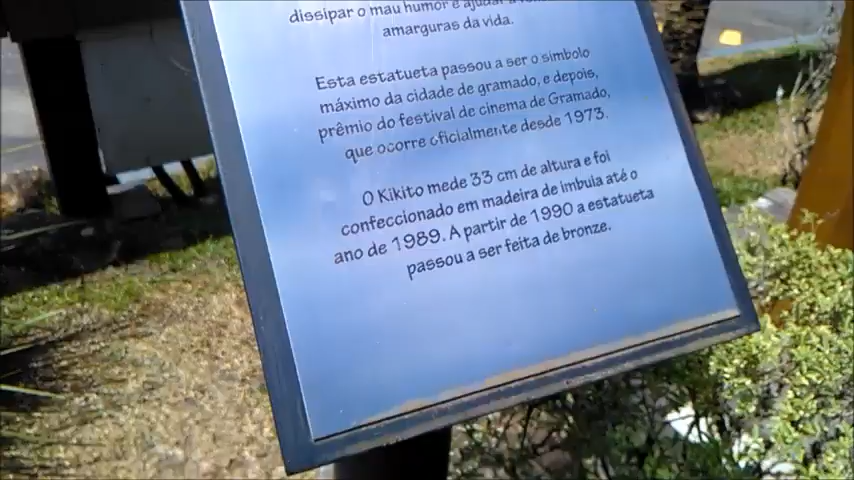 dissipar o mau humor e ajudar a
amarguras da vida.
Esta estatueta passou a ser o simbolo
máximo da cidade de gramado, e depois,
prêmio do festival de cinema de Gramado,
que ocorre oficialmente desde 1973.
O Kikito mede 33 cm de altura e foi
confeccionado em madeira de imbuia até o
ano de 1989. A partir de 1990 a estatueta
passou a ser feita de bronze.